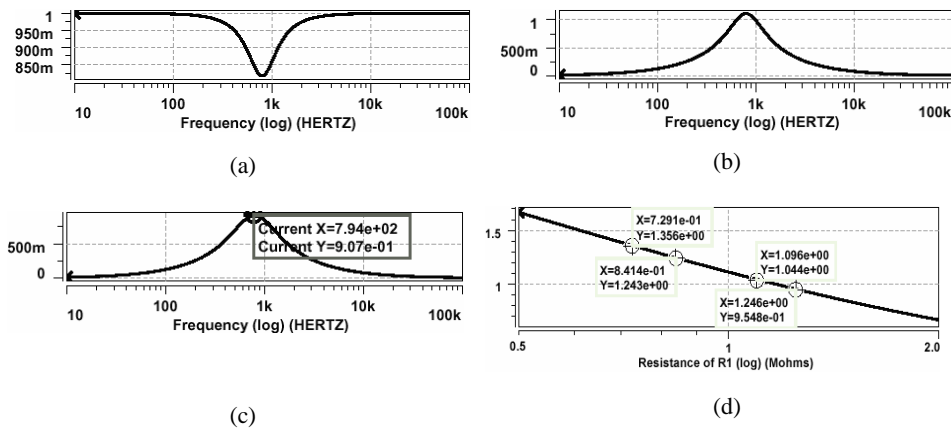 1
950m
900m
850m
10
100
1k
10k
100k
Frequency (log) (HERTZ)
(a)
1
500m
0
10
100
1k
10k
100k
Frequency (log) (HERTZ)
(b)
500m
0
Current X=7.94e+02
Current Y=9.07e-01
10
100
1k
10k
100k
Frequency (log) (HERTZ)
(c)
1.5
1
X=7.291e-01
Y=1.356e+00
X=8.414e-01
Y=1.243e+00
X=1.096e+00
Y=1.044e+00
X=1.246e+00
Y=9.548e-01
0.5
1
2.0
Resistance of R1 (log) (Mohms)
(d)